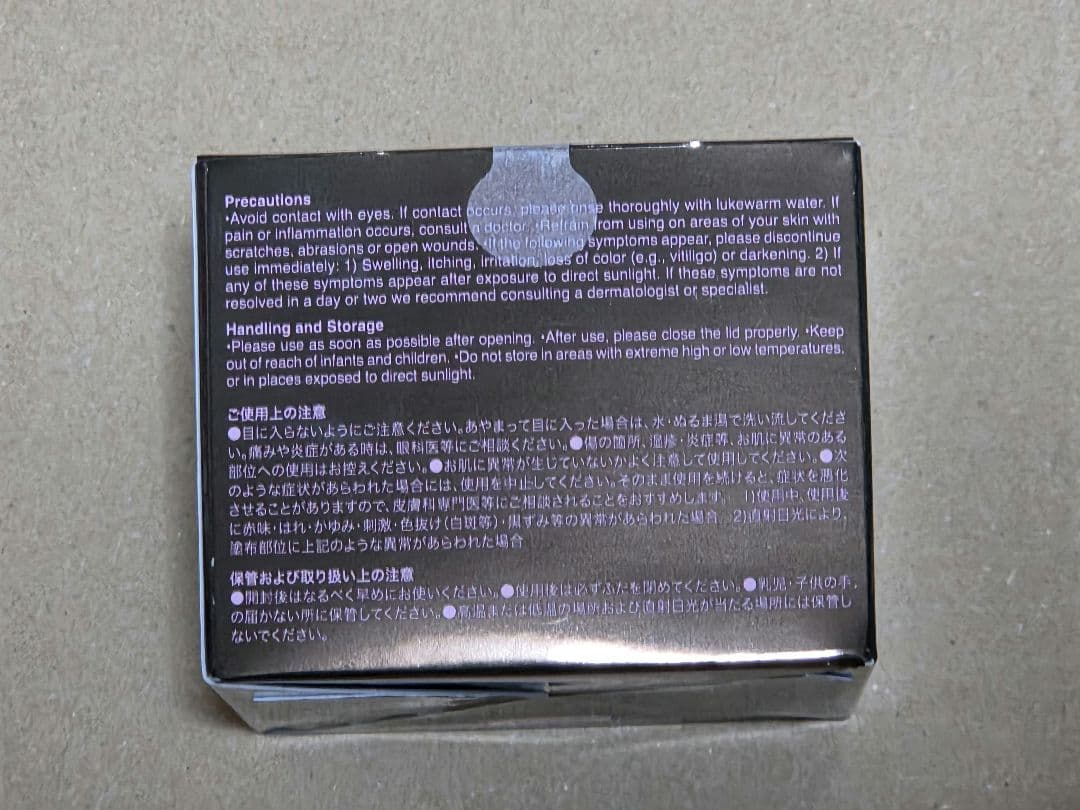 Precautions
•Avoid contact with eyes. If contact occurs, please rinse thoroughly with lukewarm water. If
pain or inflammation occurs, consult a doctor. •Refrain from using on areas of your skin with
scratches, abrasions or open wounds. •If the following symptoms appear, please discontinue
use immediately: 1) Swelling, itching, irritation, loss of color (e.g., vitiligo) or darkening. 2) If
any of these symptoms appear after exposure to direct sunlight. If these symptoms are not
resolved in a day or two we recommend consulting a dermatologist or specialist.
Handling and Storage
•Please use as soon as possible after opening. •After use, please close the lid properly. •Keep
out of reach of infants and children. •Do not store in areas with extreme high or low temperatures,
or in places exposed to direct sunlight.
ご使用上の注意
●目に入らないようにご注意ください。あやまって目に入った場合は、水・ぬるま湯で洗い流してくださ
い。痛みや炎症がある時は、眼科医等にご相談ください。●傷の箇所、湿疹・炎症等、お肌に異常のある
部位への使用はお控えください。●お肌に異常が生じていないかよく注意して使用してください。●次
のような症状があらわれた場合には、使用を中止してください。そのまま使用を続けると、症状を悪化
させることがありますので、皮膚科専門医等にご相談されることをおすすめします。 1)使用中、使用後
に赤味・はれ・かゆみ・刺激・色抜け(白斑等)・黒ずみ等の異常があらわれた場合 2)直射日光により、
塗布部位に上記のような異常があらわれた場合
保管および取り扱い上の注意
●開封後はなるべく早めにお使いください。●使用後は必ずふたを閉めてください。●乳児・子供の手
の届かない所に保管してください。●高温または低温の場所および直射日光が当たる場所には保管し
ないでください。